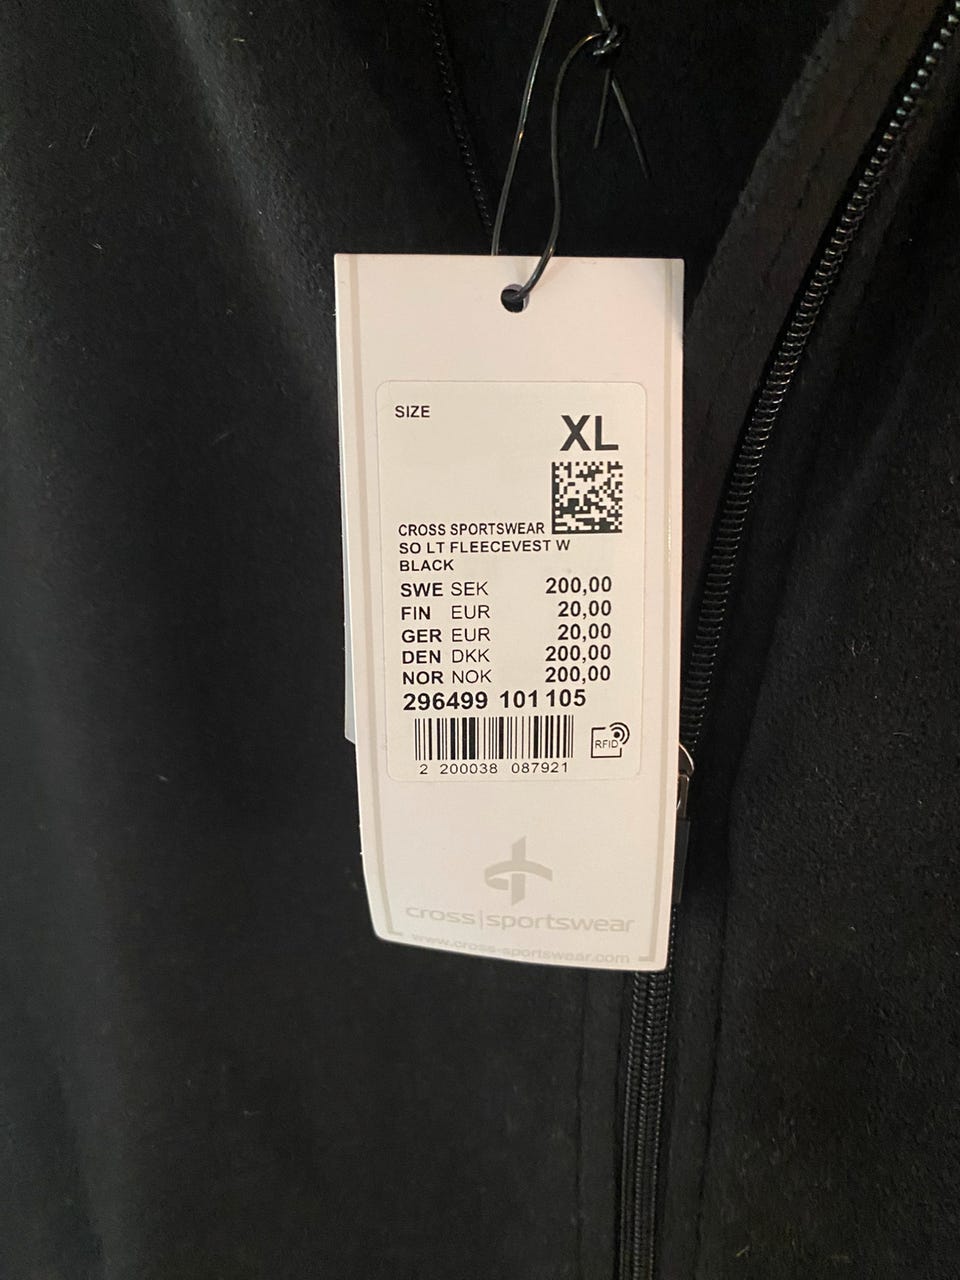 SIZE
XL
CROSS SPORTSWEAR
SO LT FLEECEVEST W
BLACK
SWE SEK 200,00
FIN EUR 20,00
GER EUR 20,00
DEN DKK 200,00
NOR NOK 200,00
296499 101 105
RFID
2 200038 087921
cross|sportswear
www.cross-sportswear.com